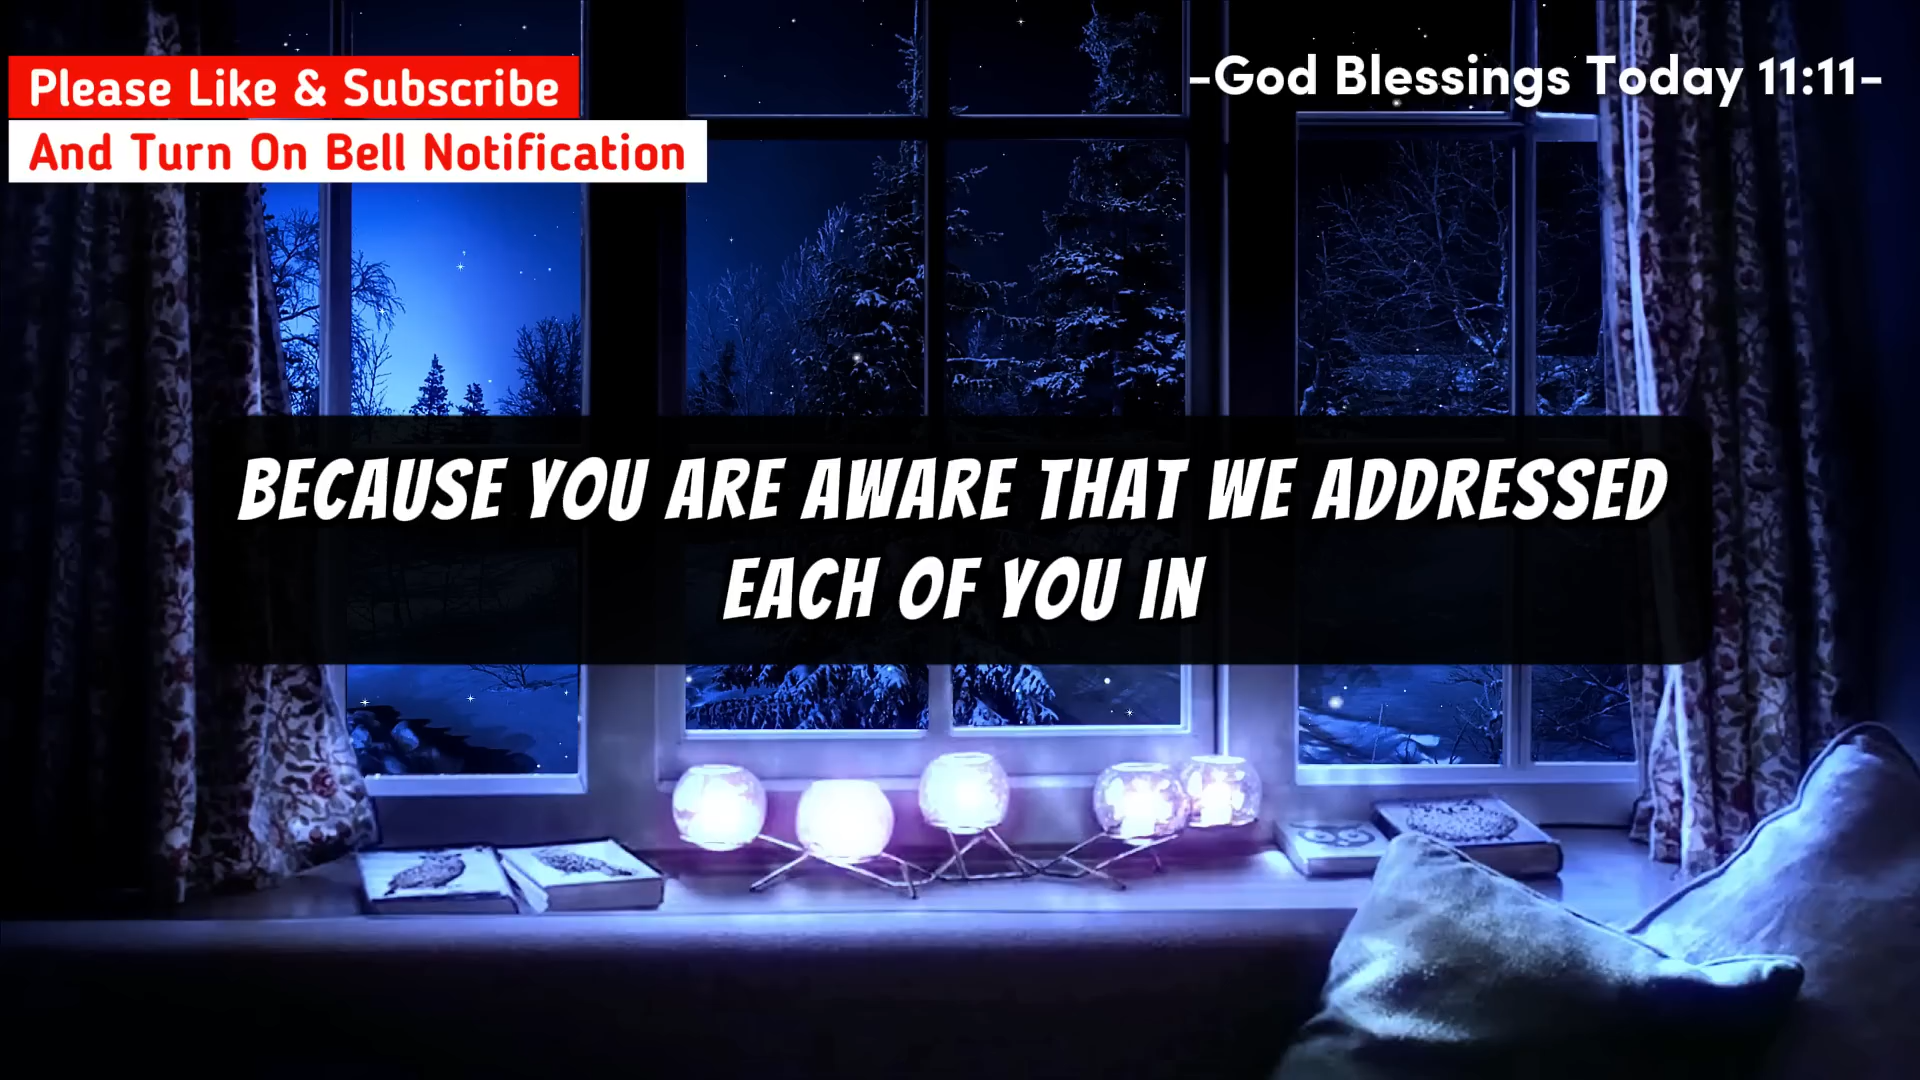 Please Like & Subscribe
And Turn On Bell Notification
-God Blessings Today 11:11-
BECAUSE YOU ARE AWARE THAT WE ADDRESSED
EACH OF YOU IN